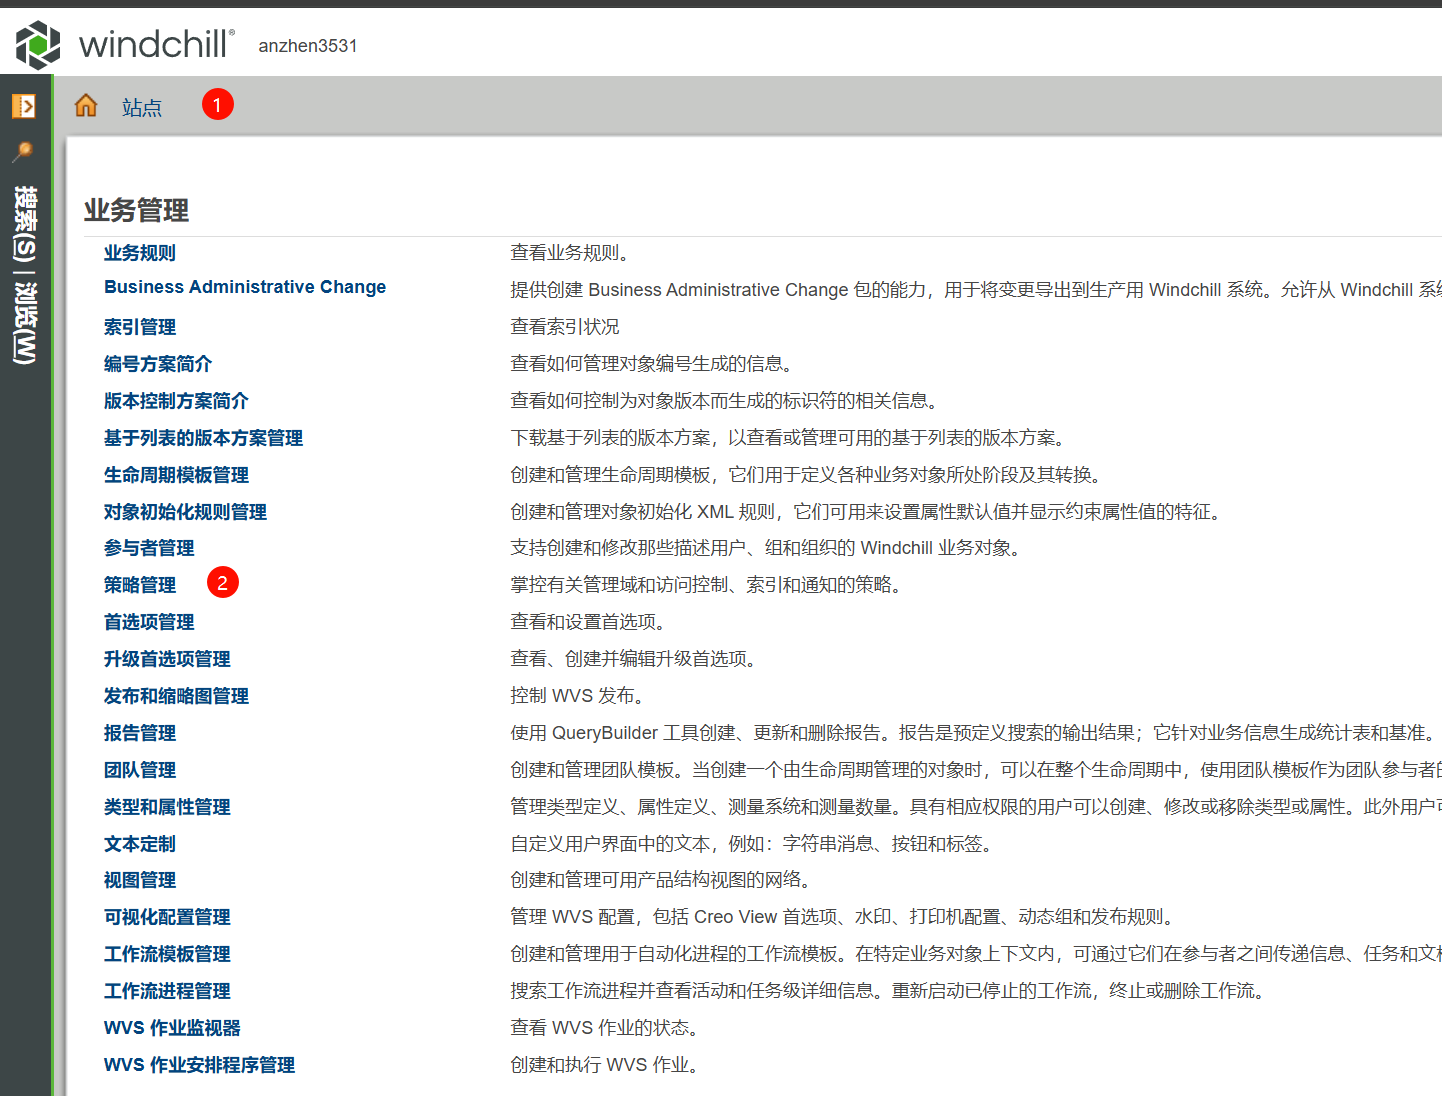 windchill® anzhen3531
站点 1
搜索(S) | 浏览(W)
业务管理
业务规则 查看业务规则。
Business Administrative Change 提供创建 Business Administrative Change 包的能力，用于将变更导出到生产用 Windchill 系统。允许从 Windchill 系
索引管理 查看索引状况
编号方案简介 查看如何管理对象编号生成的信息。
版本控制方案简介 查看如何控制为对象版本而生成的标识符的相关信息。
基于列表的版本方案管理 下载基于列表的版本方案，以查看或管理可用的基于列表的版本方案。
生命周期模板管理 创建和管理生命周期模板，它们用于定义各种业务对象所处阶段及其转换。
对象初始化规则管理 创建和管理对象初始化 XML 规则，它们可用来设置属性默认值并显示约束属性值的特征。
参与者管理 支持创建和修改那些描述用户、组和组织的 Windchill 业务对象。
策略管理 2 掌控有关管理域和访问控制、索引和通知的策略。
首选项管理 查看和设置首选项。
升级首选项管理 查看、创建并编辑升级首选项。
发布和缩略图管理 控制 WVS 发布。
报告管理 使用 QueryBuilder 工具创建、更新和删除报告。报告是预定义搜索的输出结果；它针对业务信息生成统计表和基准。
团队管理 创建和管理团队模板。当创建一个由生命周期管理的对象时，可以在整个生命周期中，使用团队模板作为团队参与者的
类型和属性管理 管理类型定义、属性定义、测量系统和测量数量。具有相应权限的用户可以创建、修改或移除类型或属性。此外用户可
文本定制 自定义用户界面中的文本，例如：字符串消息、按钮和标签。
视图管理 创建和管理可用产品结构视图的网络。
可视化配置管理 管理 WVS 配置，包括 Creo View 首选项、水印、打印机配置、动态组和发布规则。
工作流模板管理 创建和管理用于自动化进程的工作流模板。在特定业务对象上下文内，可通过它们在参与者之间传递信息、任务和文档
工作流进程管理 搜索工作流进程并查看活动和任务级详细信息。重新启动已停止的工作流，终止或删除工作流。
WVS 作业监视器 查看 WVS 作业的状态。
WVS 作业安排程序管理 创建和执行 WVS 作业。